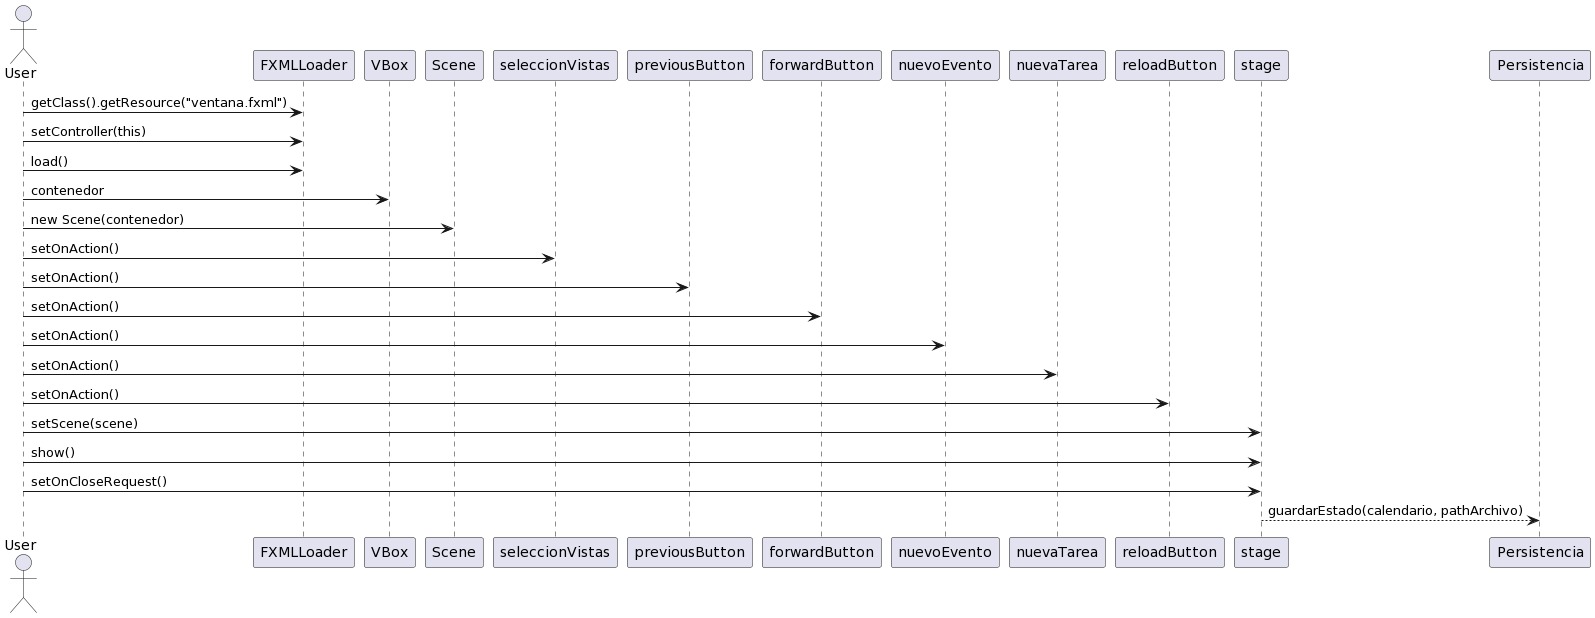 User
FXMLLoader
VBox
Scene
seleccionVistas
previousButton
forwardButton
nuevoEvento
nuevaTarea
reloadButton
stage
Persistencia
getClass().getResource("ventana.fxml")
setController(this)
load()
contenedor
new Scene(contenedor)
setOnAction()
setOnAction()
setOnAction()
setOnAction()
setOnAction()
setOnAction()
setScene(scene)
show()
setOnCloseRequest()
guardarEstado(calendario, pathArchivo)
User
FXMLLoader
VBox
Scene
seleccionVistas
previousButton
forwardButton
nuevoEvento
nuevaTarea
reloadButton
stage
Persistencia